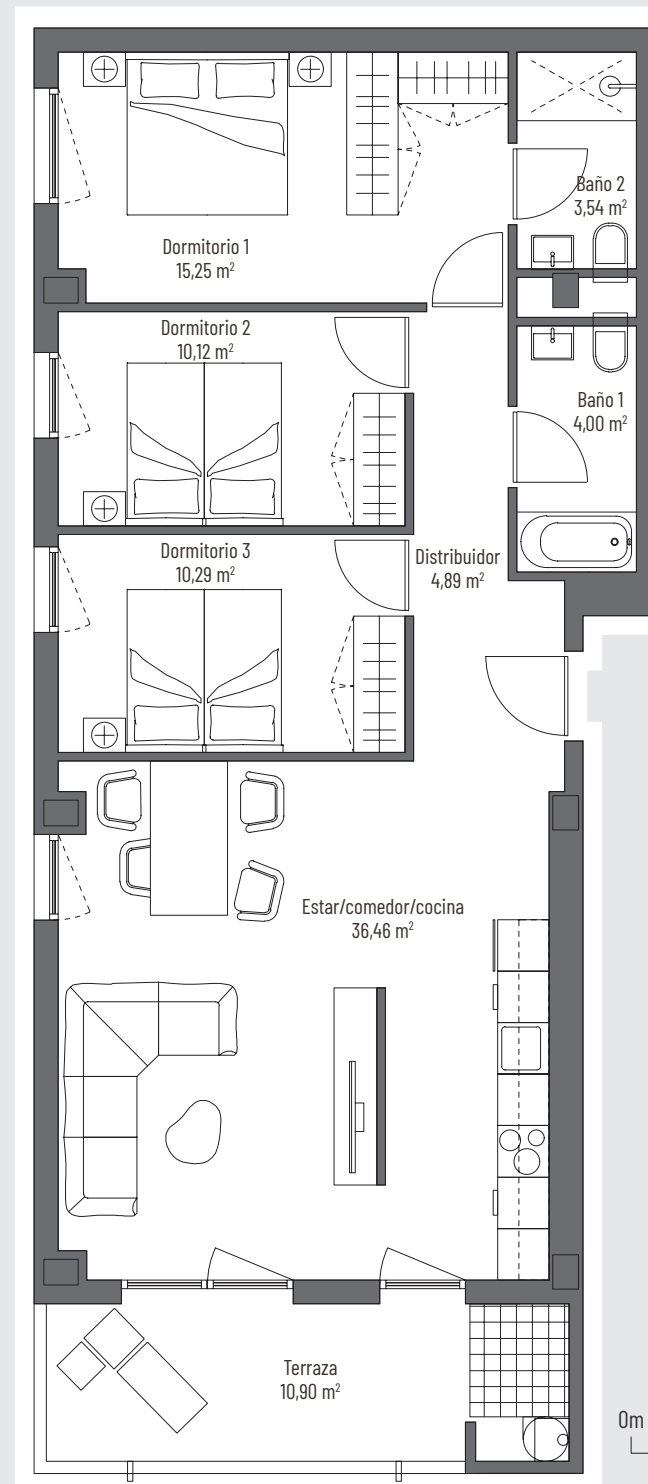 Baño 2
3,54 m²
Dormitorio 1
15,25 m²
Dormitorio 2
10,12 m²
Baño 1
4,00 m²
Dormitorio 3
10,29 m²
Distribuidor
4,89 m²
Estar/comedor/cocina
36,46 m²
Terraza
10,90 m²
0m